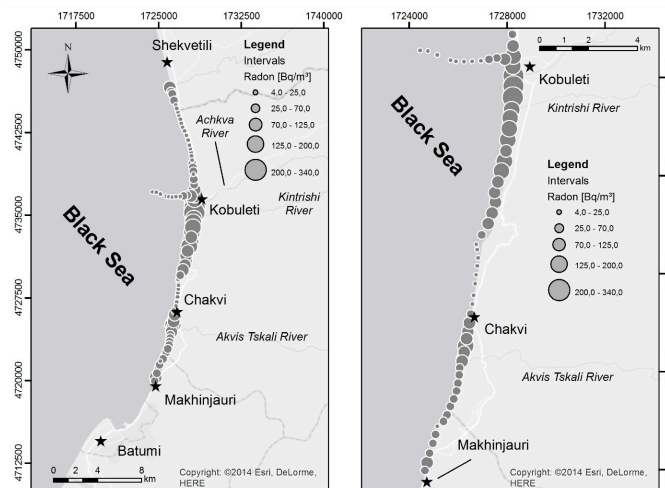 1717500 1725000 1732500 1740000
4750000
4742500
4735000
4727500
4720000
4712500
N
Shekvetili
Legend
Intervals
Radon [Bq/m³]
4,0 - 25,0
25,0 - 70,0
70,0 - 125,0
125,0 - 200,0
200,0 - 340,0
Achkva
River
Kintrishi
River
Kobuleti
Black Sea
Chakvi
Akvis Tskali River
Makhinjauri
Batumi
0 2 4 8
km
Copyright: ©2014 Esri, DeLorme,
HERE
1724000 1728000 1732000
0 1 2 4
km
Kobuleti
Kintrishi River
Black Sea
Legend
Intervals
Radon [Bq/m³]
4,0 - 25,0
25,0 - 70,0
70,0 - 125,0
125,0 - 200,0
200,0 - 340,0
Chakvi
Akvis Tskali River
Makhinjauri
Copyright: ©2014 Esri, DeLorme,
HERE